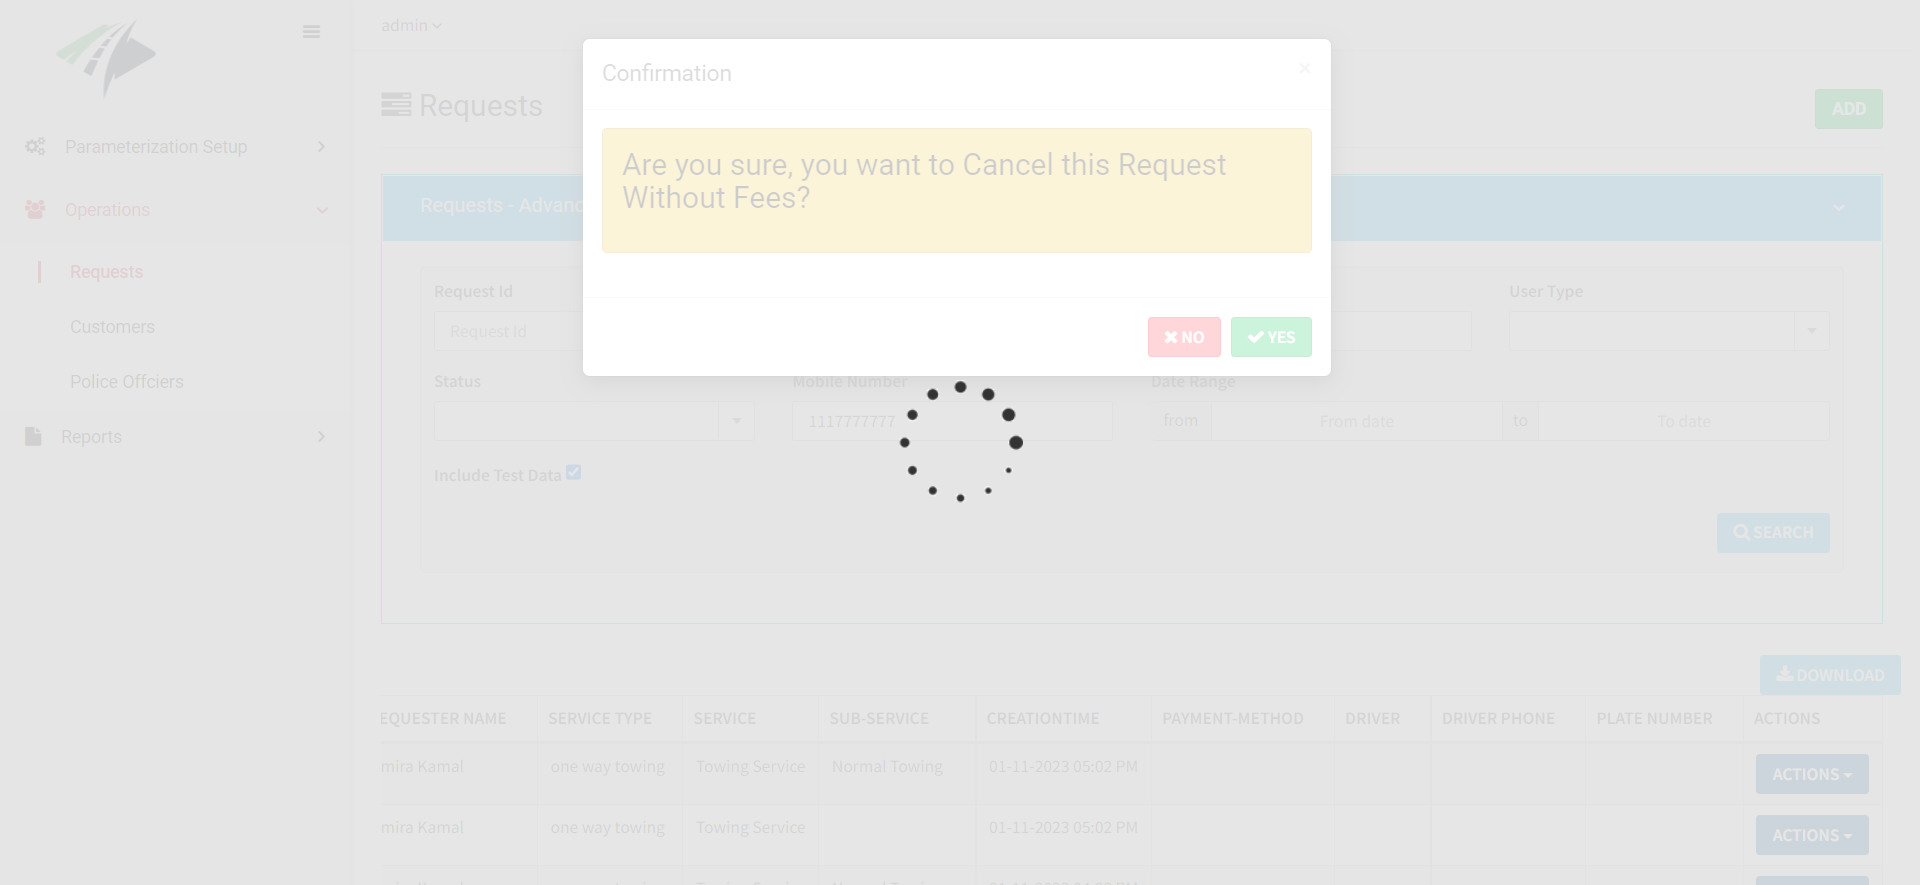 admin
Confirmation
×
Requests
ADD
Parameterization Setup
Are you sure, you want to Cancel this Request
Without Fees?
Operations
Requests - Advanc
Requests
Request Id
User Type
Request Id
Customers
NO
YES
Police Offciers
Status
Mobile Number
Date Range
1117777777
from
From date
to
To date
Reports
Include Test Data
SEARCH
DOWNLOAD
EQUESTER NAME SERVICE TYPE SERVICE SUB-SERVICE CREATIONTIME PAYMENT-METHOD DRIVER DRIVER PHONE PLATE NUMBER ACTIONS
mira Kamal one way towing Towing Service Normal Towing 01-11-2023 05:02 PM ACTIONS
mira Kamal one way towing Towing Service 01-11-2023 05:02 PM ACTIONS